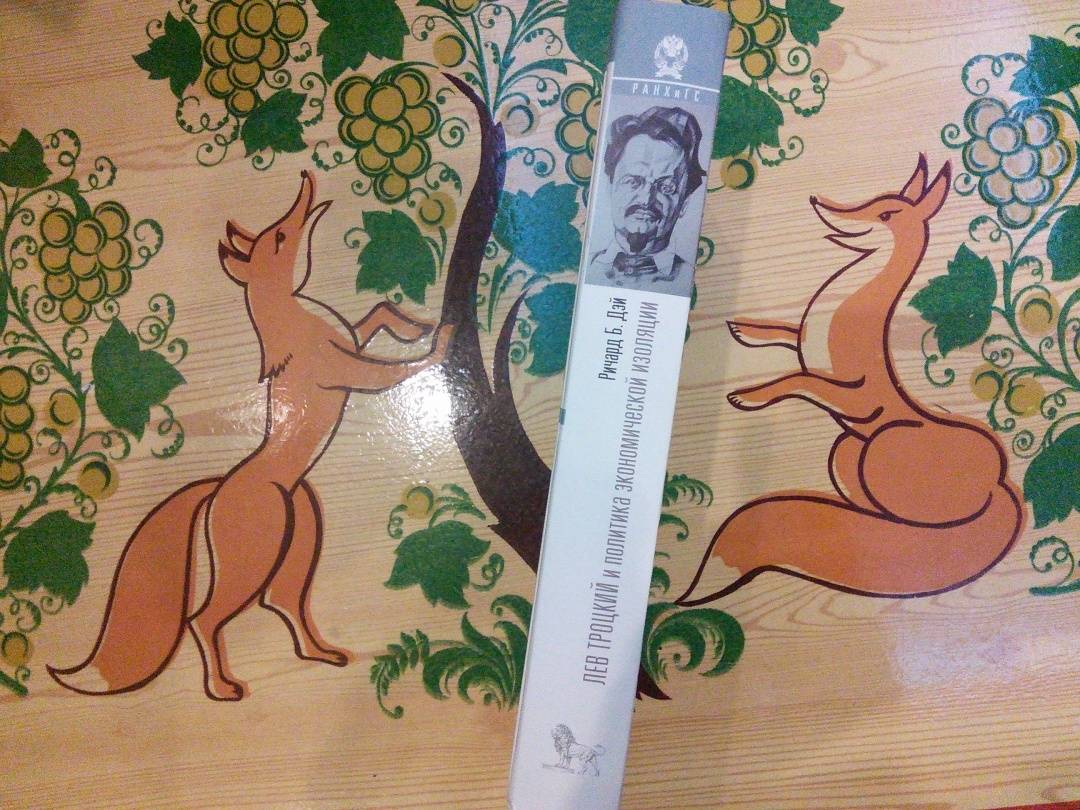 РАНХиГС
Ричард Б. Дэй
ЛЕВ ТРОЦКИЙ и политика экономической изоляции